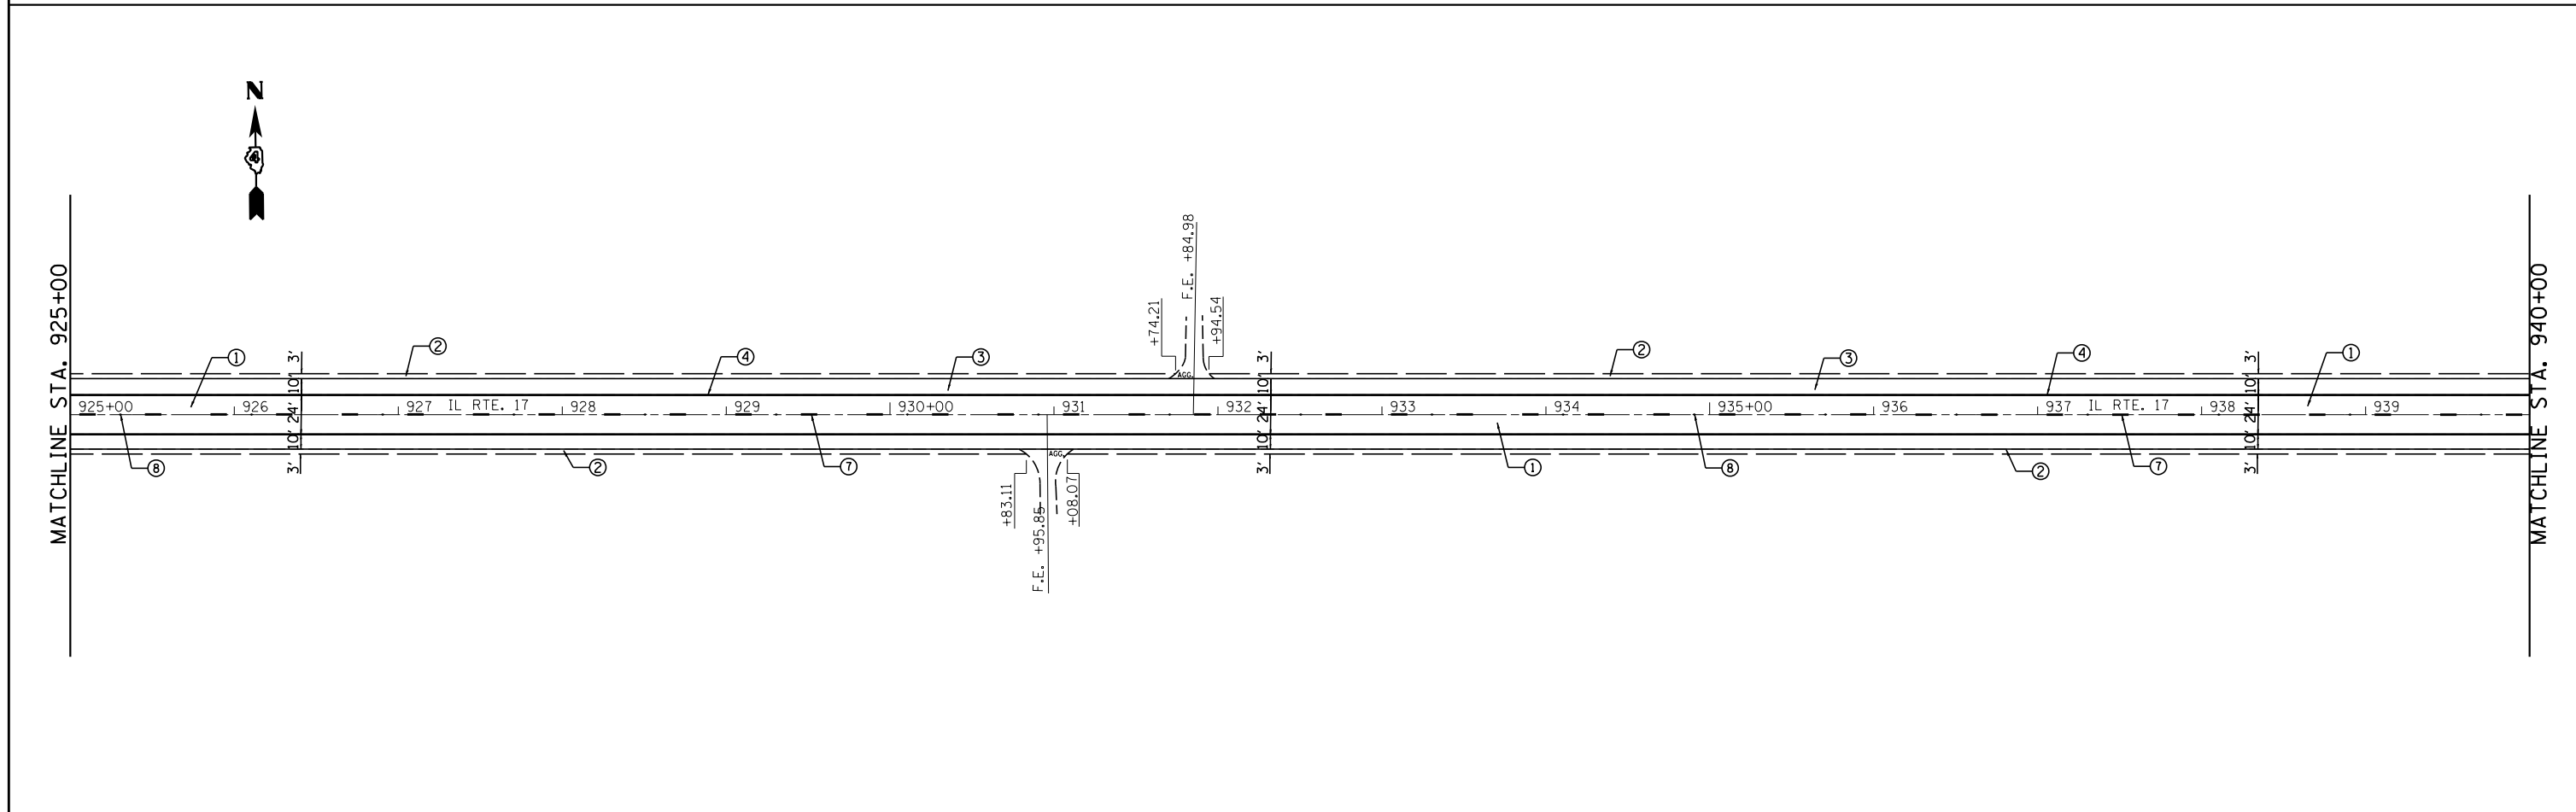 N
4
MATCHLINE STA. 925+00
MATCHLINE STA. 940+00
F.E. +84.98
+74.21
+94.54
AGG.
① ② ④ ③ ② ③ ④ ①
3' 3' 3'
10' 10' 10'
925+00 926 927 IL RTE. 17 928 929 930+00 931 932 933 934 935+00 936 937 IL RTE. 17 938 939
24' 24' 24'
10' 10' 10'
3' 3' 3'
⑧ ② ⑦ ① ⑧ ② ⑦
AGG.
+83.11
+08.07
F.E. +95.85